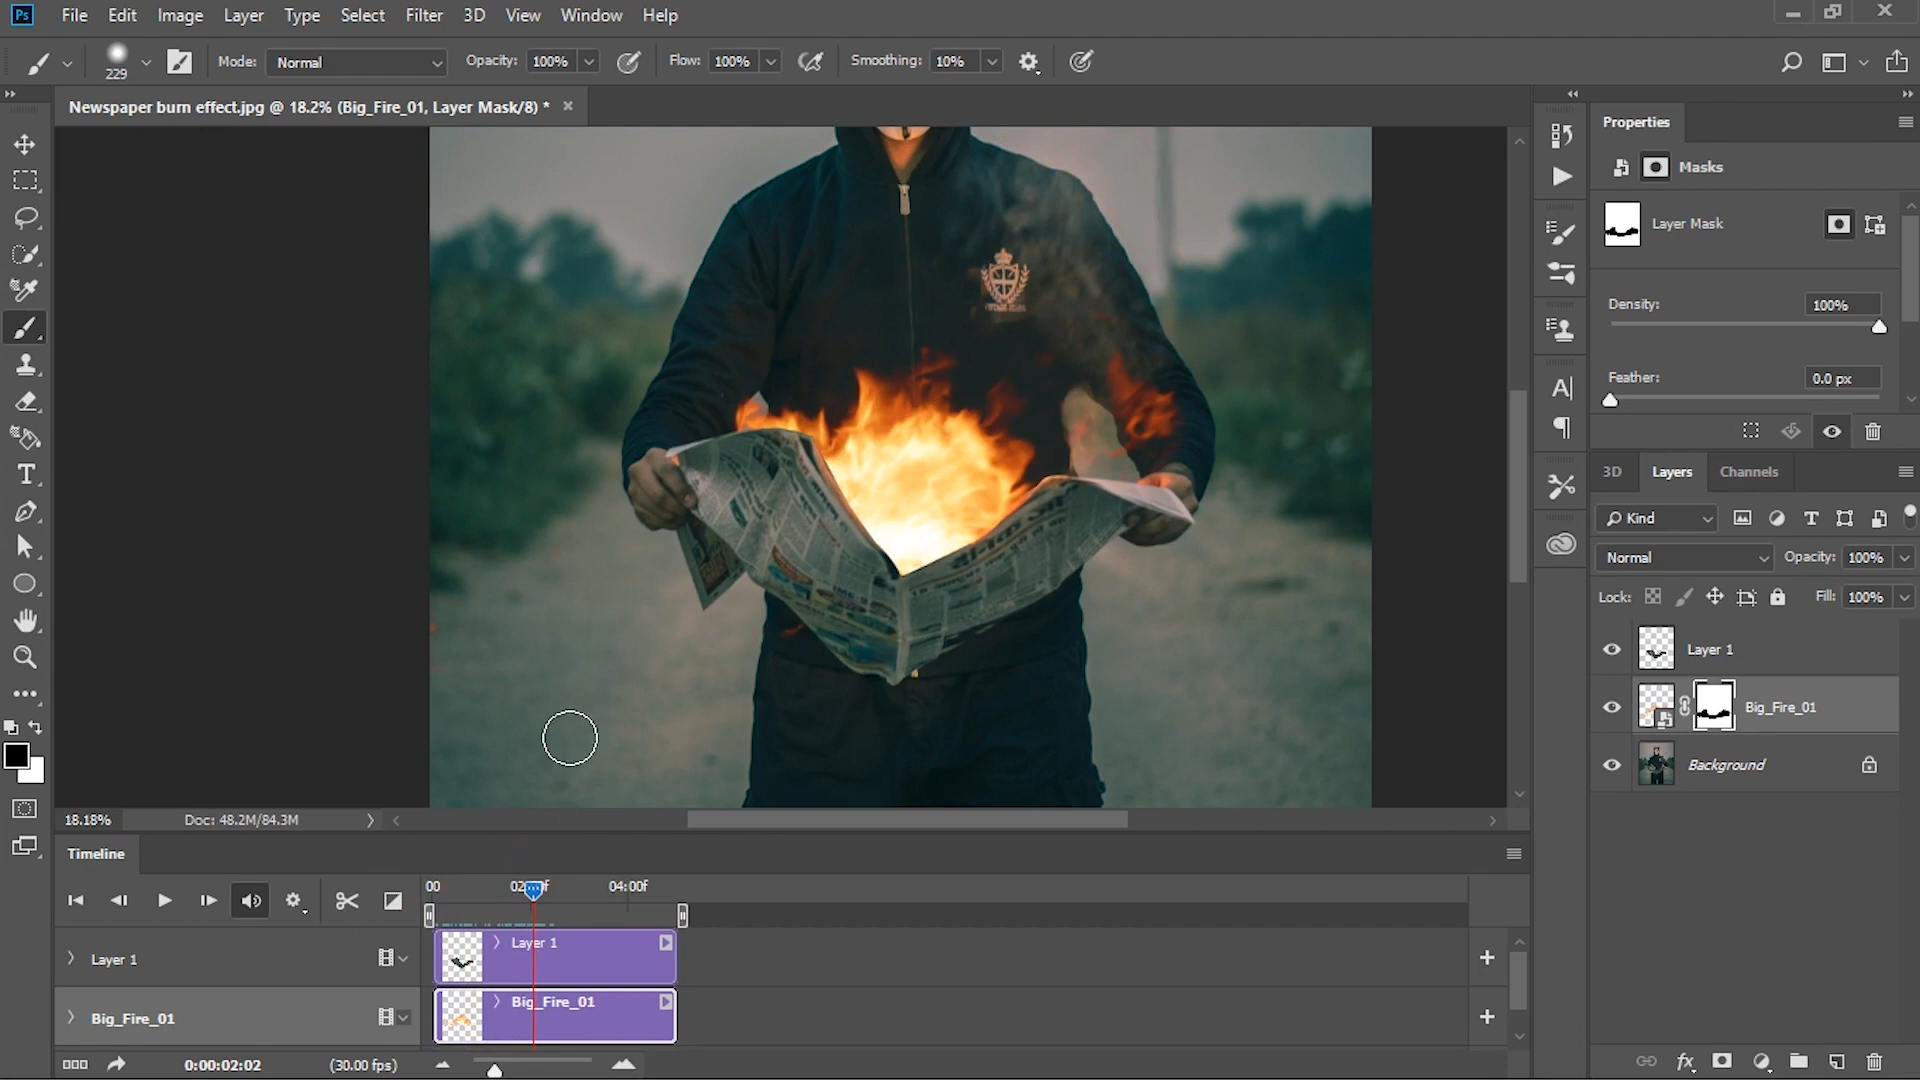 Ps File Edit Image Layer Type Select Filter 3D View Window Help
229 Mode: Normal Opacity: 100% Flow: 100% Smoothing: 10%
Newspaper burn effect.jpg @ 18.2% (Big_Fire_01, Layer Mask/8) *
Properties
Masks
Layer Mask
Density: 100%
Feather: 0.0 px
3D Layers Channels
Kind
Normal Opacity: 100%
Lock: Fill: 100%
Layer 1
Big_Fire_01
Background
18.18% Doc: 48.2M/84.3M
Timeline
00 04:00f
Layer 1
Layer 1
Big_Fire_01
Big_Fire_01
0:00:02:02 (30.00 fps)